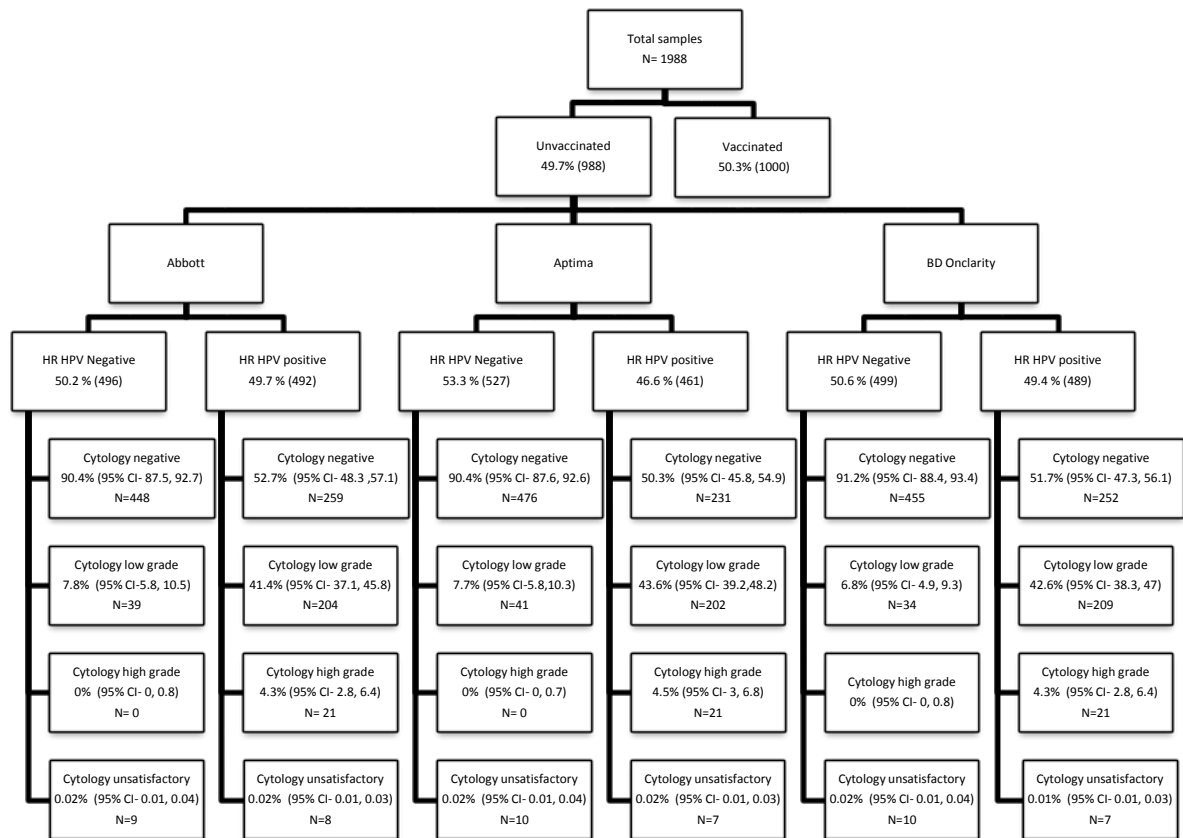 Total samples
N= 1988
Unvaccinated
49.7% (988)
Vaccinated
50.3% (1000)
Abbott
Aptima
BD Onclarity
HR HPV Negative
50.2 % (496)
HR HPV positive
49.7 % (492)
HR HPV Negative
53.3 % (527)
HR HPV positive
46.6 % (461)
HR HPV Negative
50.6 % (499)
HR HPV positive
49.4 % (489)
Cytology negative
90.4% (95% CI- 87.5, 92.7)
N=448
Cytology negative
52.7% (95% CI- 48.3 ,57.1)
N=259
Cytology negative
90.4% (95% CI- 87.6, 92.6)
N=476
Cytology negative
50.3% (95% CI- 45.8, 54.9)
N=231
Cytology negative
91.2% (95% CI- 88.4, 93.4)
N=455
Cytology negative
51.7% (95% CI- 47.3, 56.1)
N=252
Cytology low grade
7.8% (95% CI-5.8, 10.5)
N=39
Cytology low grade
41.4% (95% CI- 37.1, 45.8)
N=204
Cytology low grade
7.7% (95% CI-5.8,10.3)
N=41
Cytology low grade
43.6% (95% CI- 39.2,48.2)
N=202
Cytology low grade
6.8% (95% CI- 4.9, 9.3)
N=34
Cytology low grade
42.6% (95% CI- 38.3, 47)
N=209
Cytology high grade
0% (95% CI- 0, 0.8)
N= 0
Cytology high grade
4.3% (95% CI- 2.8, 6.4)
N= 21
Cytology high grade
0% (95% CI- 0, 0.7)
N= 0
Cytology high grade
4.5% (95% CI- 3, 6.8)
N=21
Cytology high grade
0% (95% CI- 0, 0.8)
Cytology high grade
4.3% (95% CI- 2.8, 6.4)
N=21
Cytology unsatisfactory
0.02% (95% CI- 0.01, 0.04)
N=9
Cytology unsatisfactory
0.02% (95% CI- 0.01, 0.03)
N=8
Cytology unsatisfactory
0.02% (95% CI- 0.01, 0.04)
N=10
Cytology unsatisfactory
0.02% (95% CI- 0.01, 0.03)
N=7
Cytology unsatisfactory
0.02% (95% CI- 0.01, 0.04)
N=10
Cytology unsatisfactory
0.01% (95% CI- 0.01, 0.03)
N=7